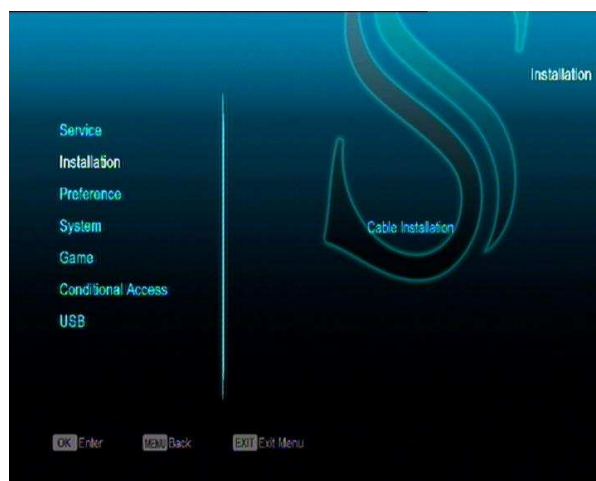 Installation
Service
Installation
Preference
System
Cable Installation
Game
Conditional Access
USB
OK Enter MENU Back EXIT Exit Menu